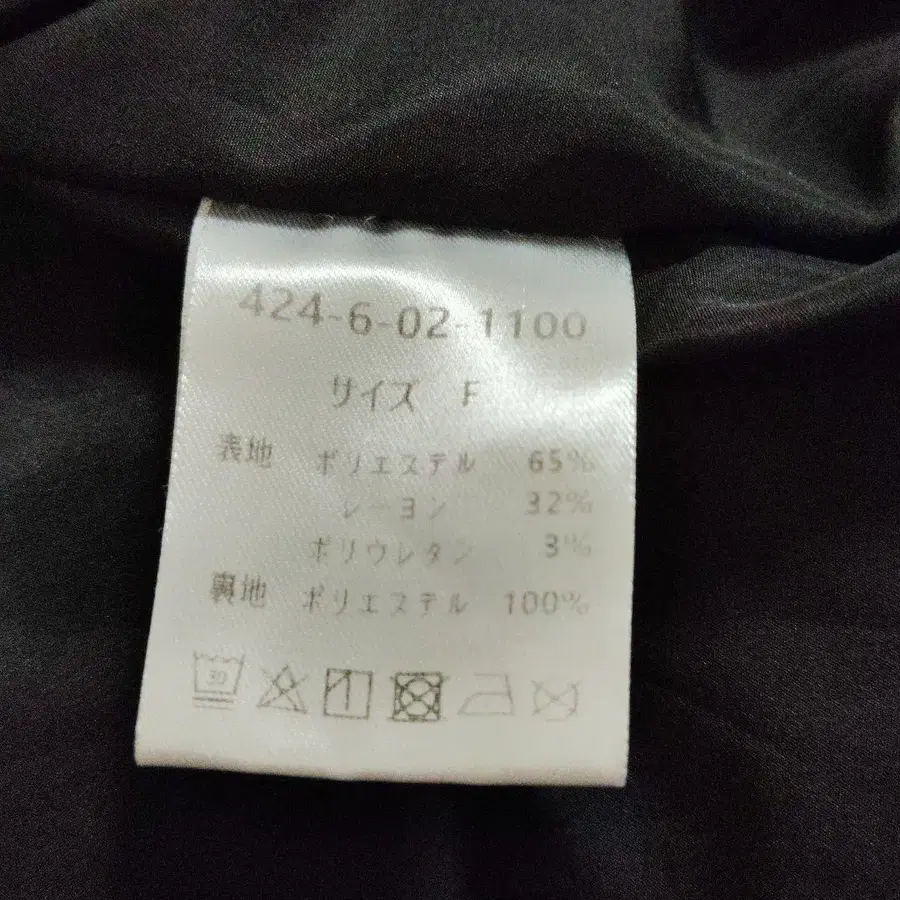 424-6-02-1100
サイズ F
表地 ポリエステル 65%
レーヨン 32%
ポリウレタン 3%
裏地 ポリエステル 100%
30